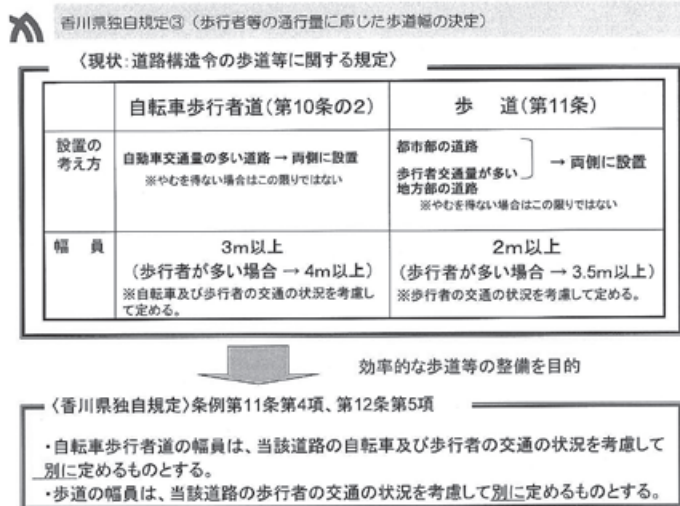 香川県独自規定③（歩行者等の通行量に応じた歩道幅の決定）
〈現状：道路構造令の歩道等に関する規定〉
自転車歩行者道（第10条の2）
歩　道（第11条）
設置の
考え方
自動車交通量の多い道路 → 両側に設置
※やむを得ない場合はこの限りではない
都市部の道路
歩行者交通量が多い
地方部の道路
→ 両側に設置
※やむを得ない場合はこの限りではない
幅　員
3m以上
（歩行者が多い場合 → 4m以上）
※自転車及び歩行者の交通の状況を考慮し
て定める。
2m以上
（歩行者が多い場合 → 3.5m以上）
※歩行者の交通の状況を考慮して定める。
効率的な歩道等の整備を目的
〈香川県独自規定〉条例第11条第4項、第12条第5項
・自転車歩行者道の幅員は、当該道路の自転車及び歩行者の交通の状況を考慮して
別に定めるものとする。
・歩道の幅員は、当該道路の歩行者の交通の状況を考慮して別に定めるものとする。